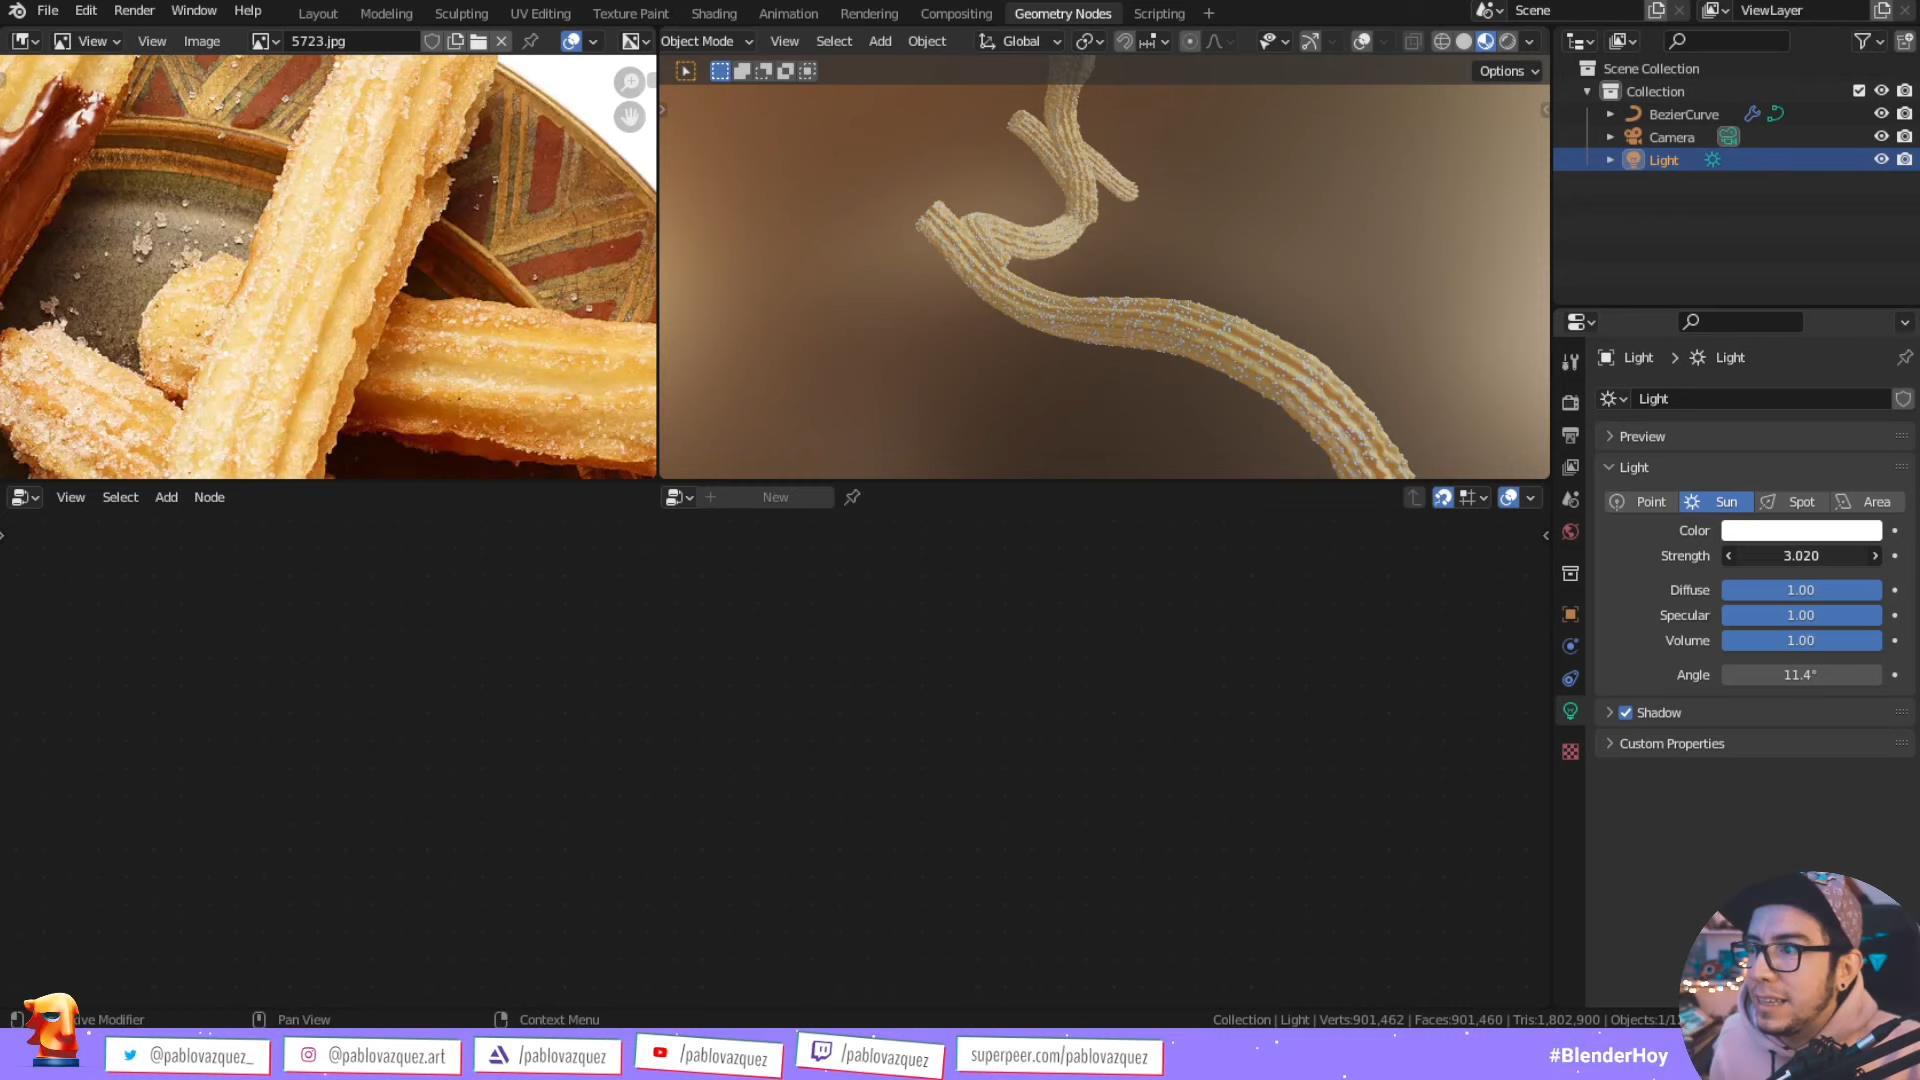 File Edit Render Window Help Layout Modeling Sculpting UV Editing Texture Paint Shading Animation Rendering Compositing Geometry Nodes Scripting + Scene ViewLayer
View View Image 5723.jpg Object Mode View Select Add Object Global
Options
Scene Collection
Collection
BezierCurve
Camera
Light
Light > Light
Light
Preview
Light
Point Sun Spot Area
Color
Strength 3.020
Diffuse 1.00
Specular 1.00
Volume 1.00
Angle 11.4°
Shadow
Custom Properties
View Select Add Node New
ive Modifier Pan View Context Menu Collection | Light | Verts:901,462 | Faces:901,460 | Tris:1,802,900 | Objects:1/1
@pablovazquez_ @pablovazquez.art /pablovazquez /pablovazquez /pablovazquez superpeer.com/pablovazquez #BlenderHoy